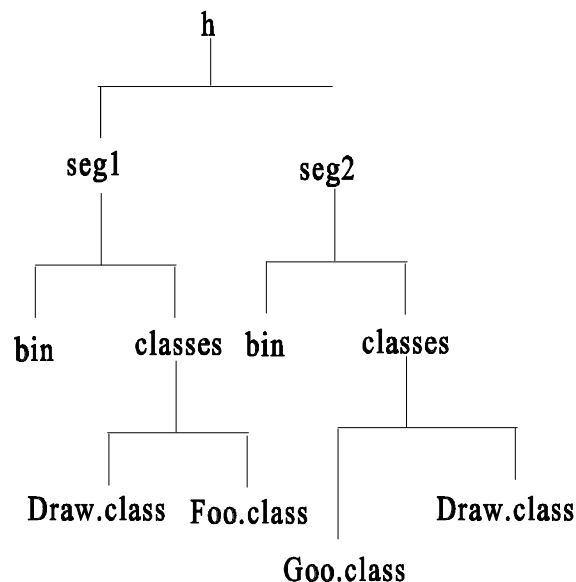 h
seg1 seg2
bin classes bin classes
Draw.class Foo.class Draw.class
Goo.class